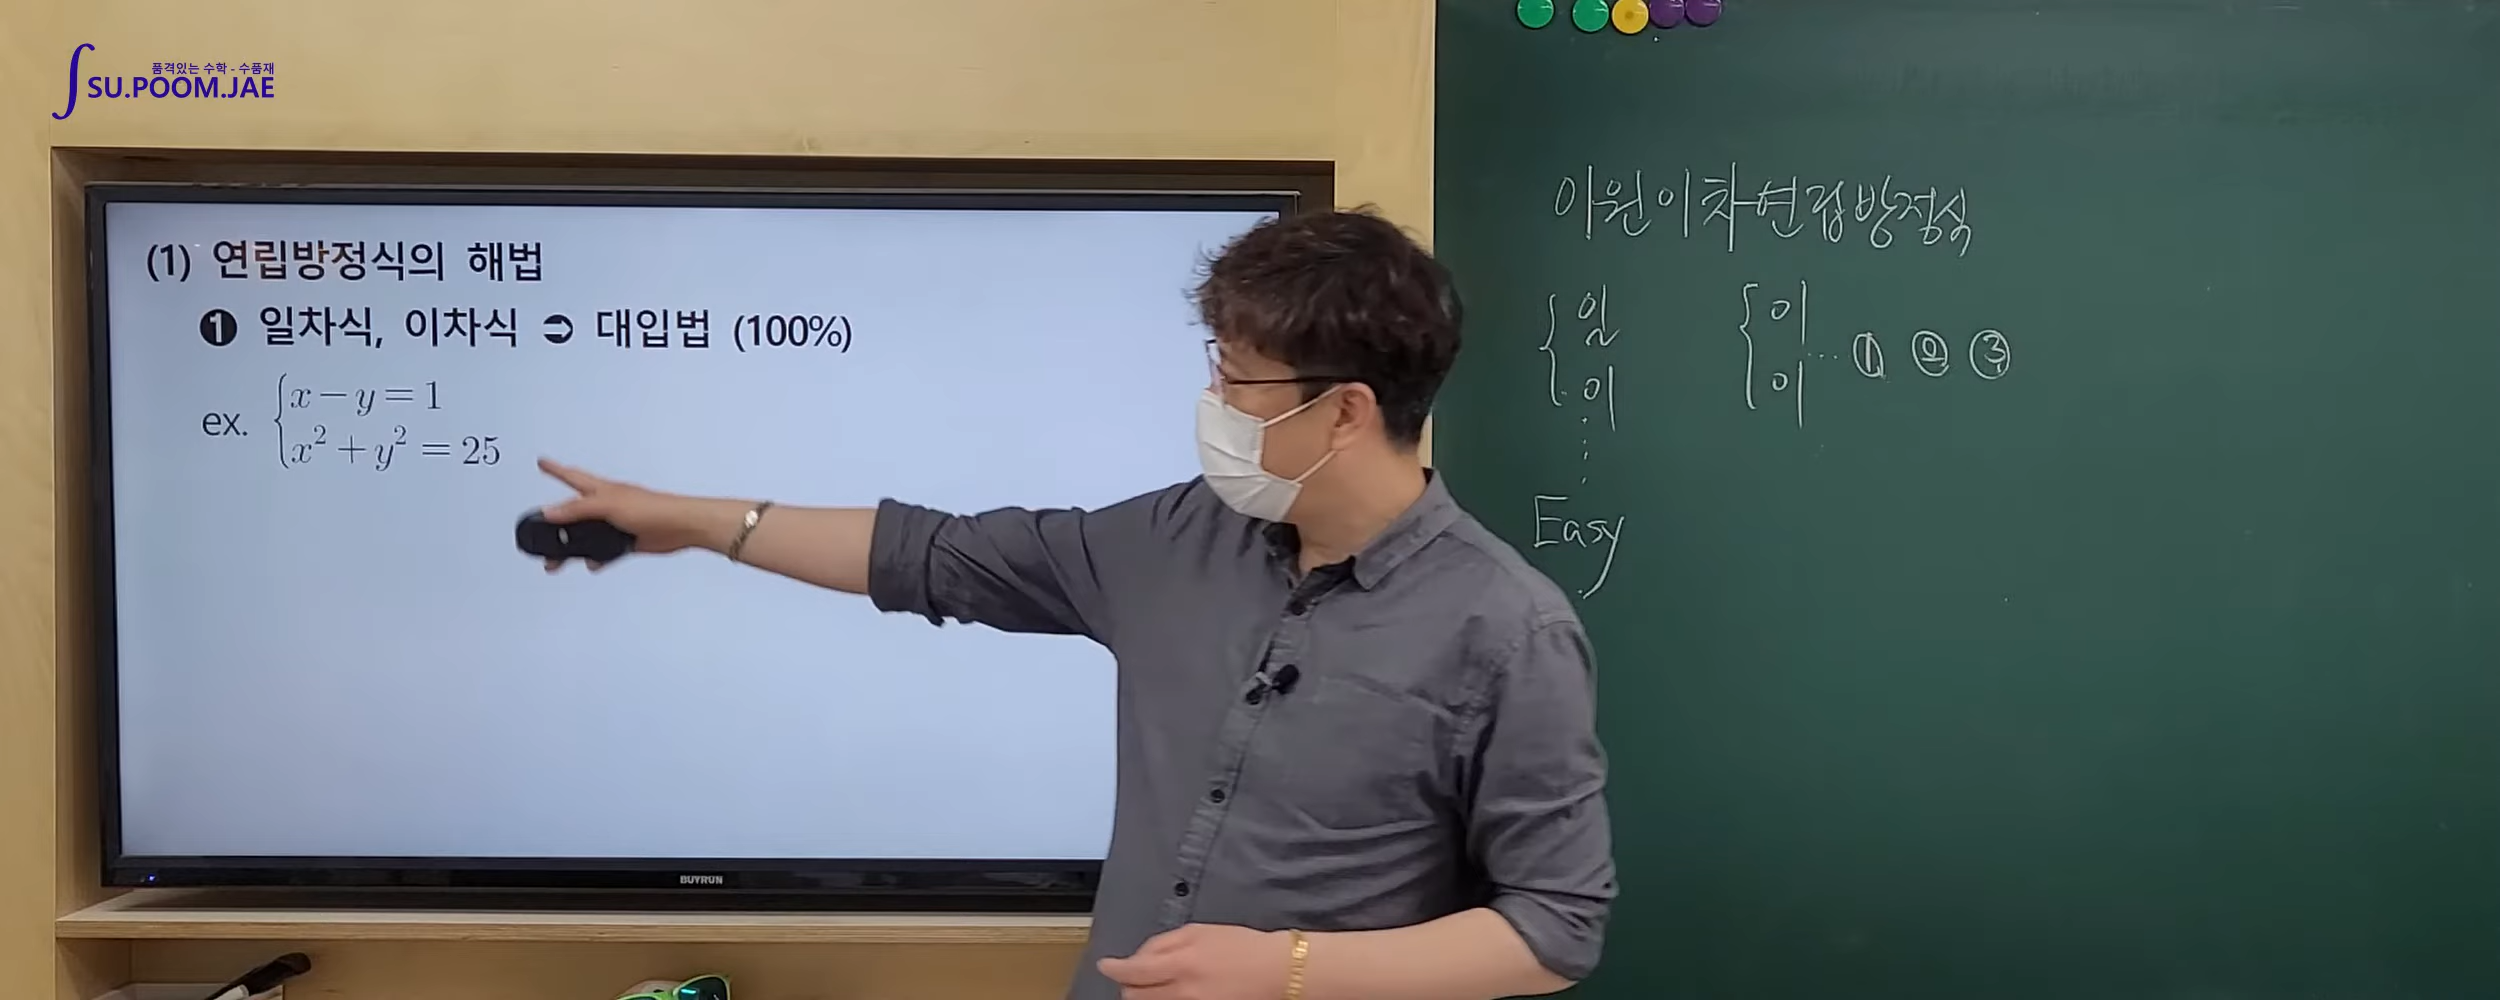 품격있는 수학 - 수품재
SU.POOM.JAE
(1) 연립방정식의 해법
❶ 일차식, 이차식 ➲ 대입법 (100%)
ex. { x - y = 1
x² + y² = 25
BUYRUN
이원이차연립방정식
{ 일
이
{ 이
이 … ① ② ③
Easy